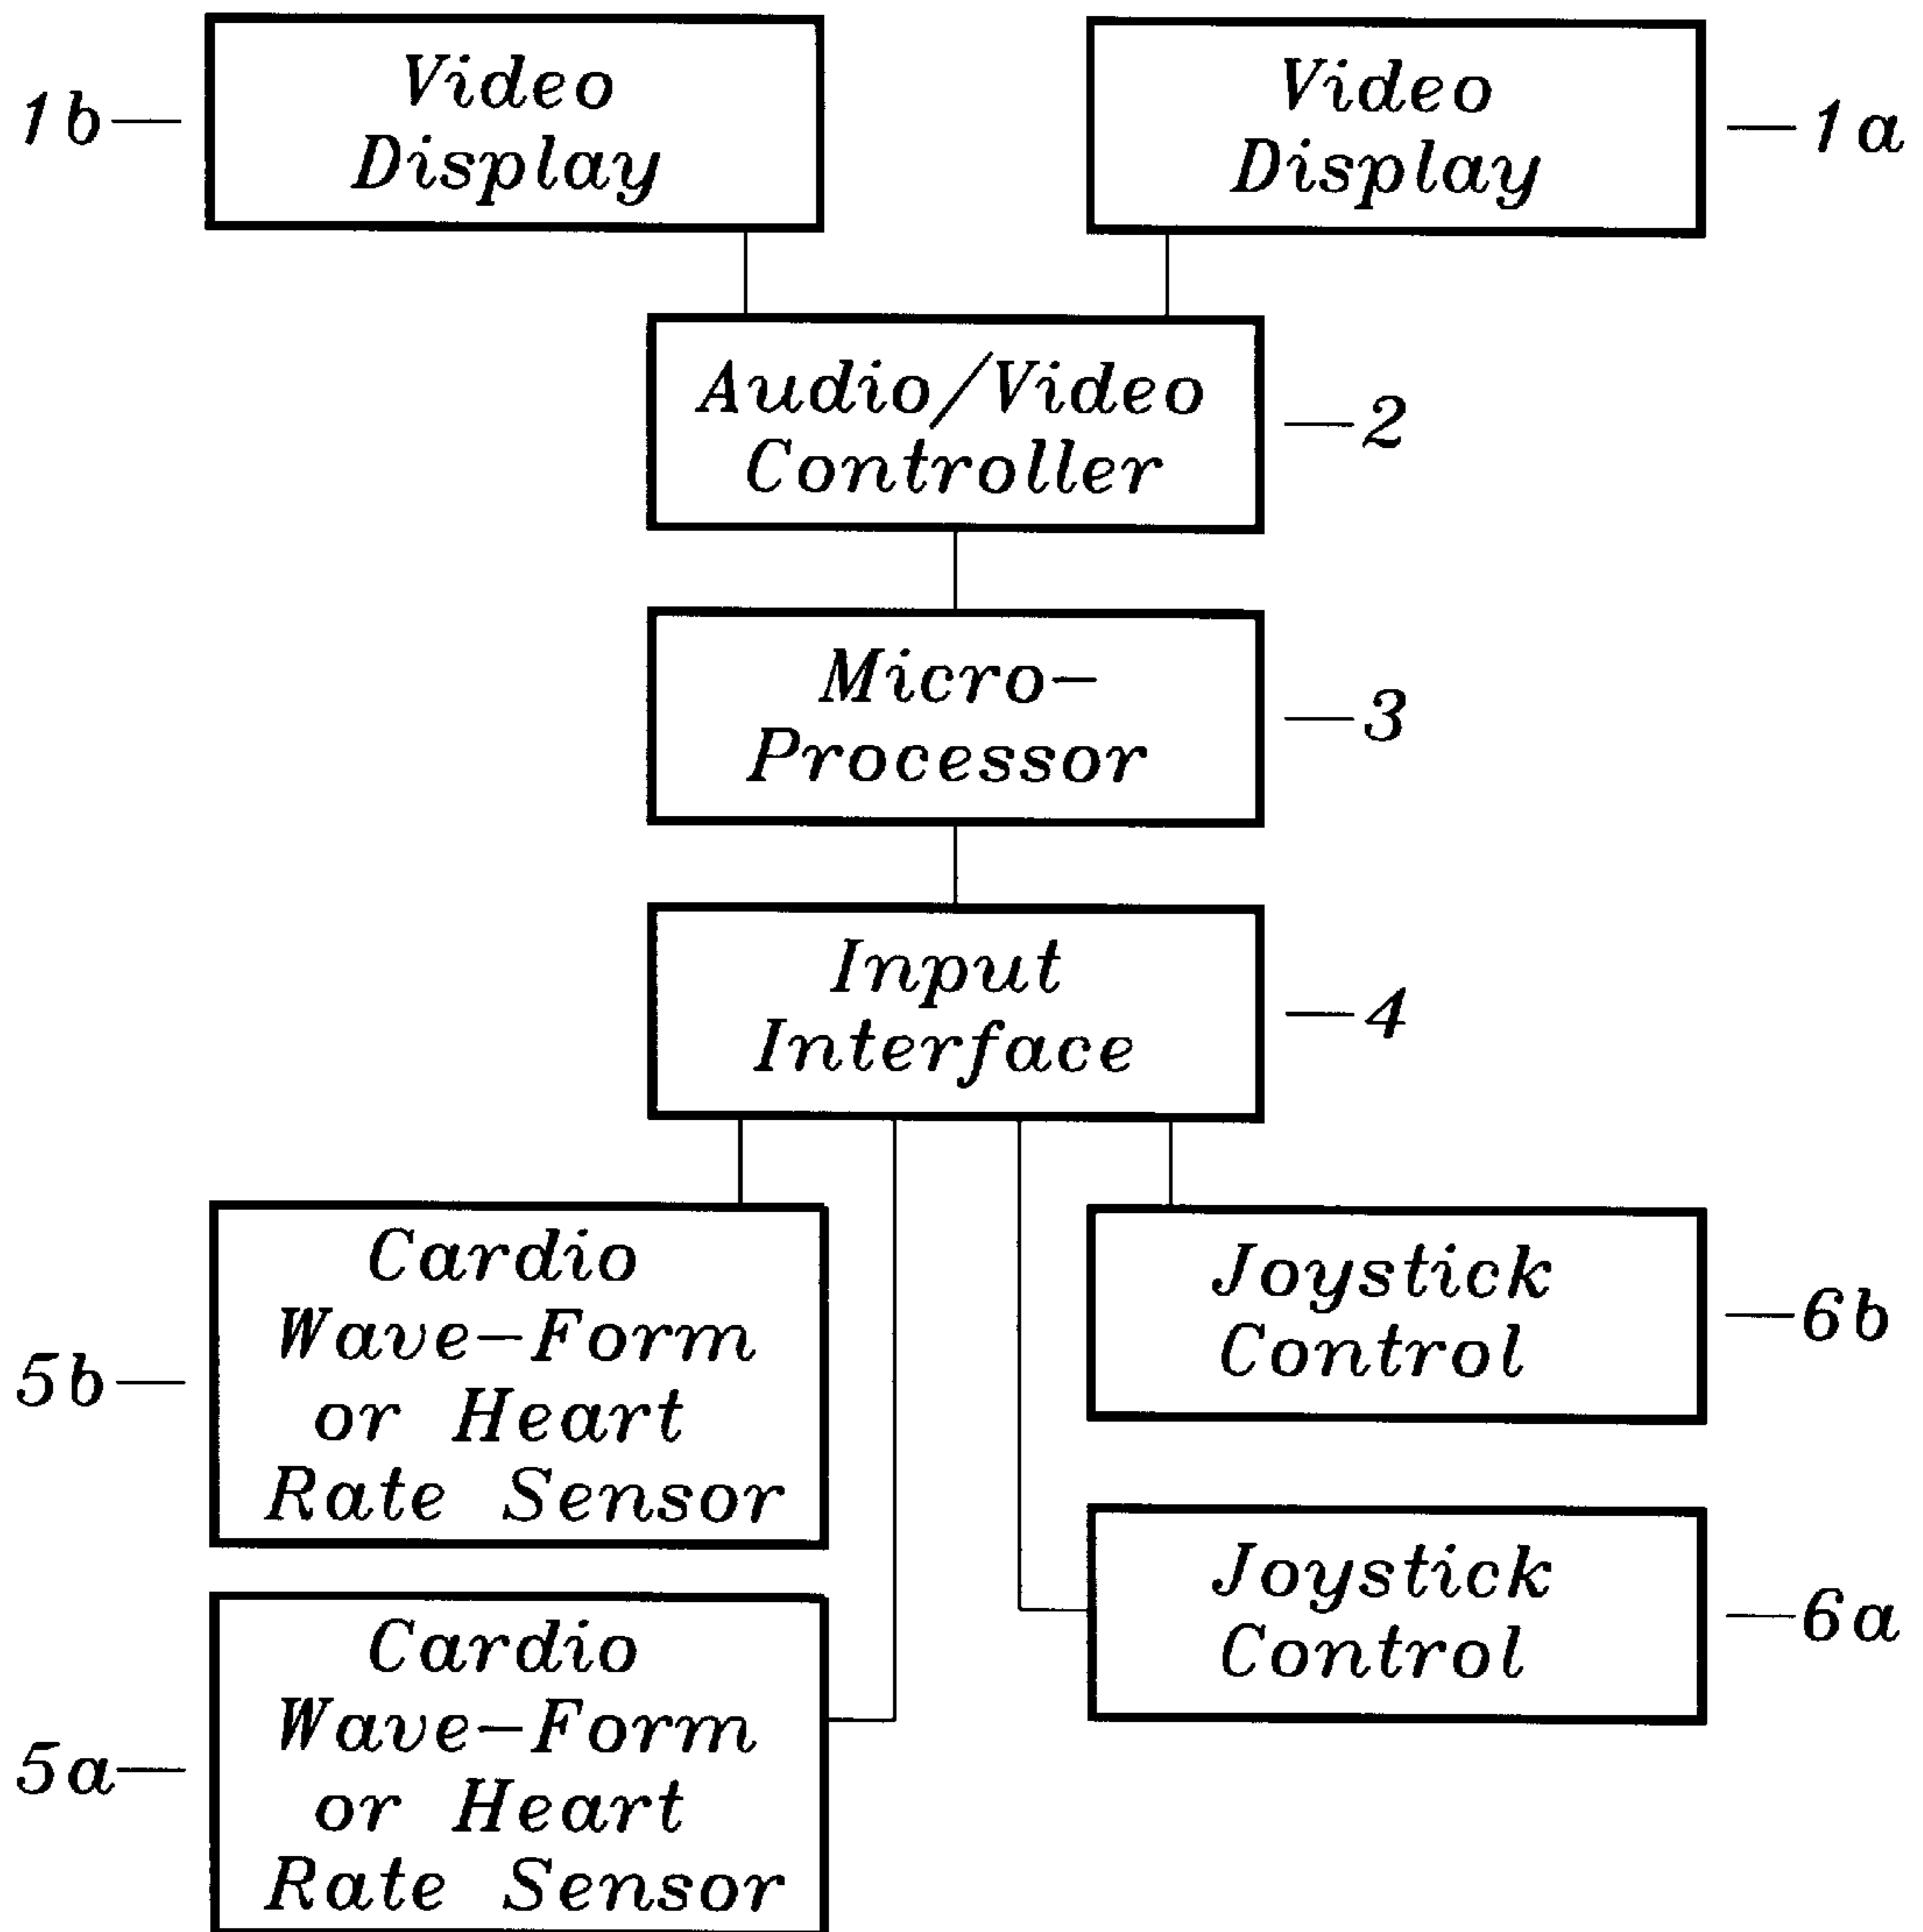 1b
Video
Display
Video
Display
1a
Audio/Video
Controller
2
Micro-
Processor
3
Input
Interface
4
Cardio
Wave-Form
or Heart
Rate Sensor
5b
Joystick
Control
6b
Joystick
Control
6a
Cardio
Wave-Form
or Heart
Rate Sensor
5a